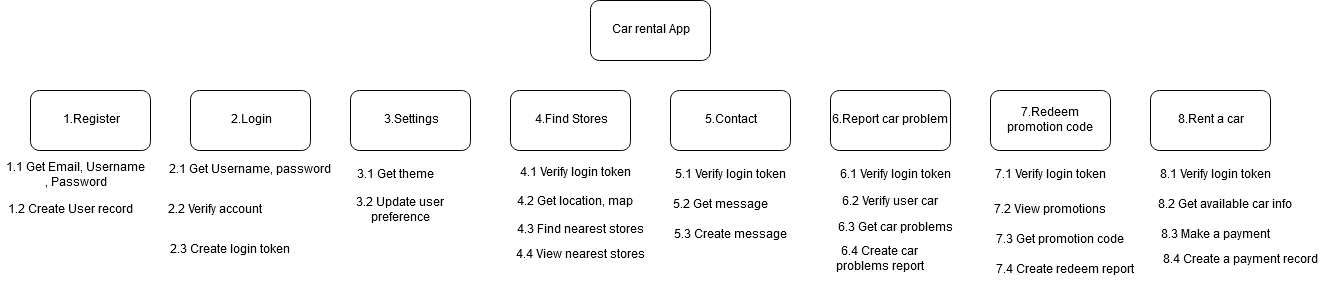 Car rental App
1.Register
2.Login
3.Settings
4.Find Stores
5.Contact
6.Report car problem
7.Redeem
promotion code
8.Rent a car
1.1 Get Email, Username
, Password
1.2 Create User record
2.1 Get Username, password
2.2 Verify account
2.3 Create login token
3.1 Get theme
3.2 Update user
preference
4.1 Verify login token
4.2 Get location, map
4.3 Find nearest stores
4.4 View nearest stores
5.1 Verify login token
5.2 Get message
5.3 Create message
6.1 Verify login token
6.2 Verify user car
6.3 Get car problems
6.4 Create car
problems report
7.1 Verify login token
7.2 View promotions
7.3 Get promotion code
7.4 Create redeem report
8.1 Verify login token
8.2 Get available car info
8.3 Make a payment
8.4 Create a payment record